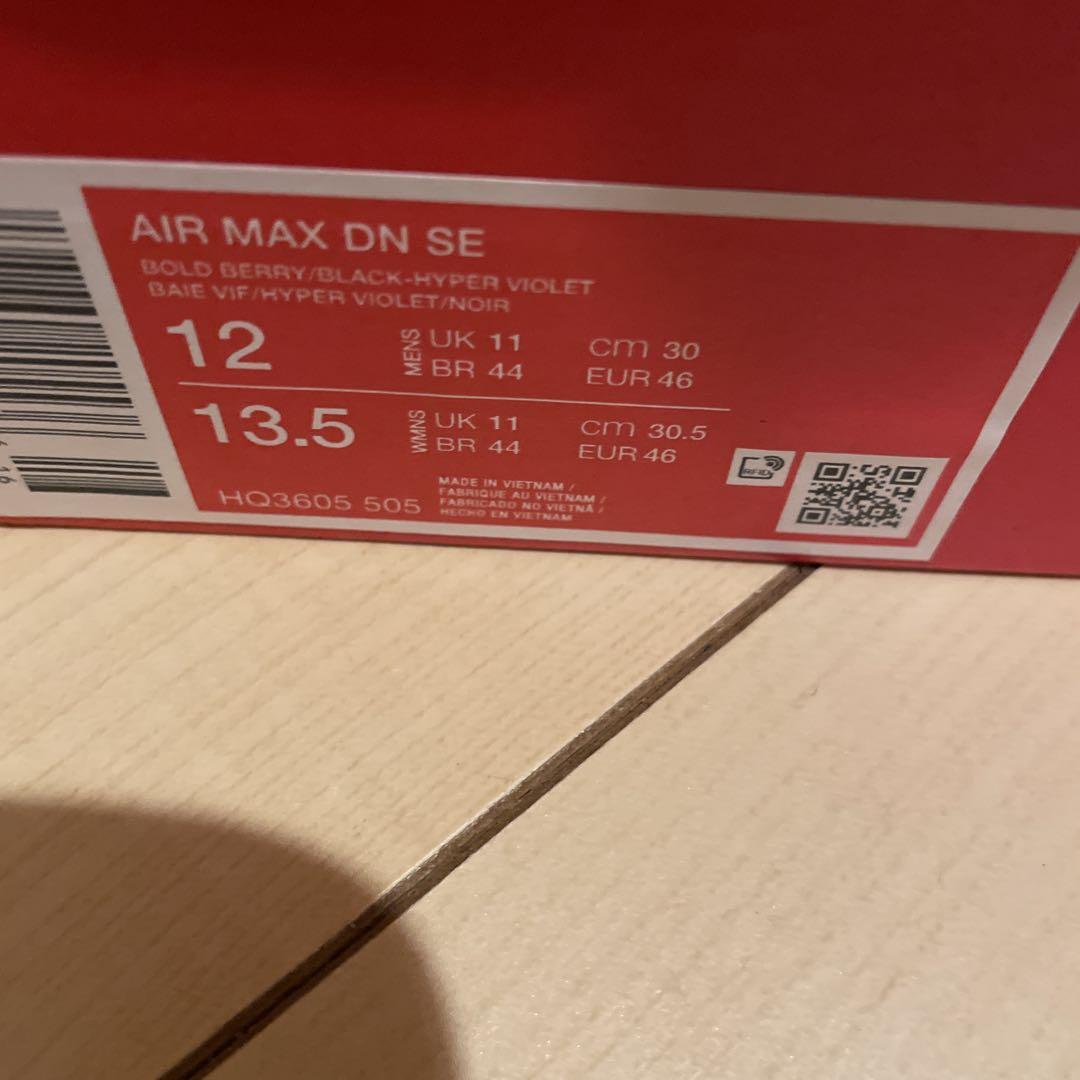 AIR MAX DN SE
BOLD BERRY/BLACK-HYPER VIOLET
BAIE VIF/HYPER VIOLET/NOIR
12 MENS UK 11 cm 30
BR 44 EUR 46
13.5 WMNS UK 11 cm 30.5
BR 44 EUR 46
HQ3605 505
MADE IN VIETNAM /
FABRIQUE AU VIETNAM /
FABRICADO NO VIETNÃ /
HECHO EN VIETNAM
RFID